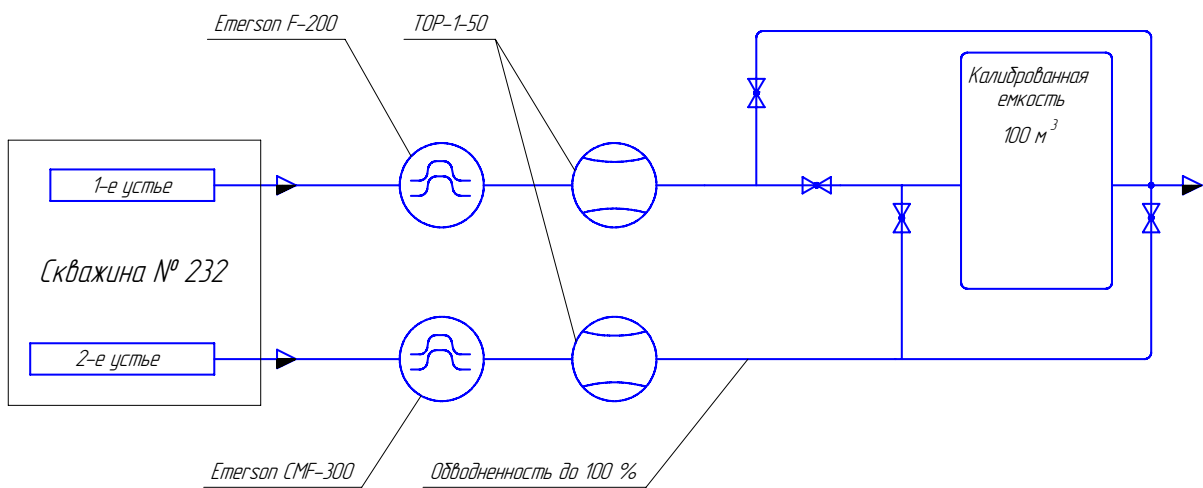 Emerson F-200
ТОР-1-50
Калиброванная
емкость
100 м³
1-е устье
Скважина № 232
2-е устье
Emerson CMF-300
Обводненность до 100 %